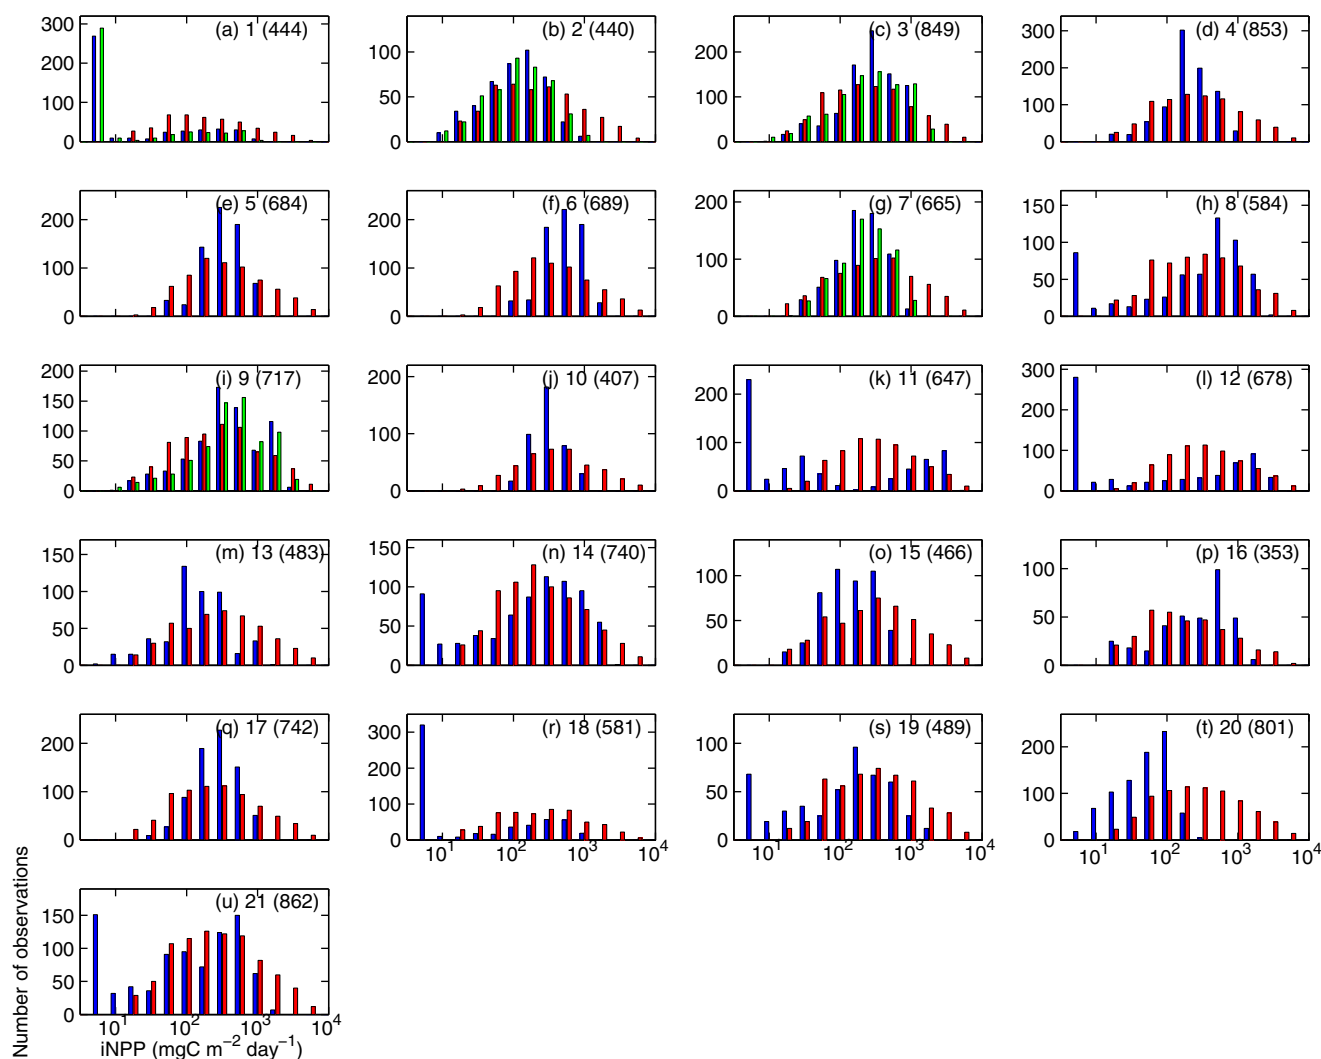 (a) 1 (444)
(b) 2 (440)
(c) 3 (849)
(d) 4 (853)
300
200
100
0
100
50
0
200
100
0
300
200
100
0
(e) 5 (684)
(f) 6 (689)
(g) 7 (665)
(h) 8 (584)
200
100
0
200
100
0
200
100
0
150
100
50
0
(i) 9 (717)
(j) 10 (407)
(k) 11 (647)
(l) 12 (678)
200
150
100
50
0
200
100
0
200
100
0
300
200
100
0
(m) 13 (483)
(n) 14 (740)
(o) 15 (466)
(p) 16 (353)
150
100
50
0
150
100
50
0
100
50
0
100
50
0
(q) 17 (742)
(r) 18 (581)
(s) 19 (489)
(t) 20 (801)
200
100
0
300
200
100
0
100
50
0
200
100
0
10¹ 10² 10³ 10⁴
10¹ 10² 10³ 10⁴
10¹ 10² 10³ 10⁴
(u) 21 (862)
150
100
50
0
10¹ 10² 10³ 10⁴
iNPP (mgC m⁻² day⁻¹)
Number of observations